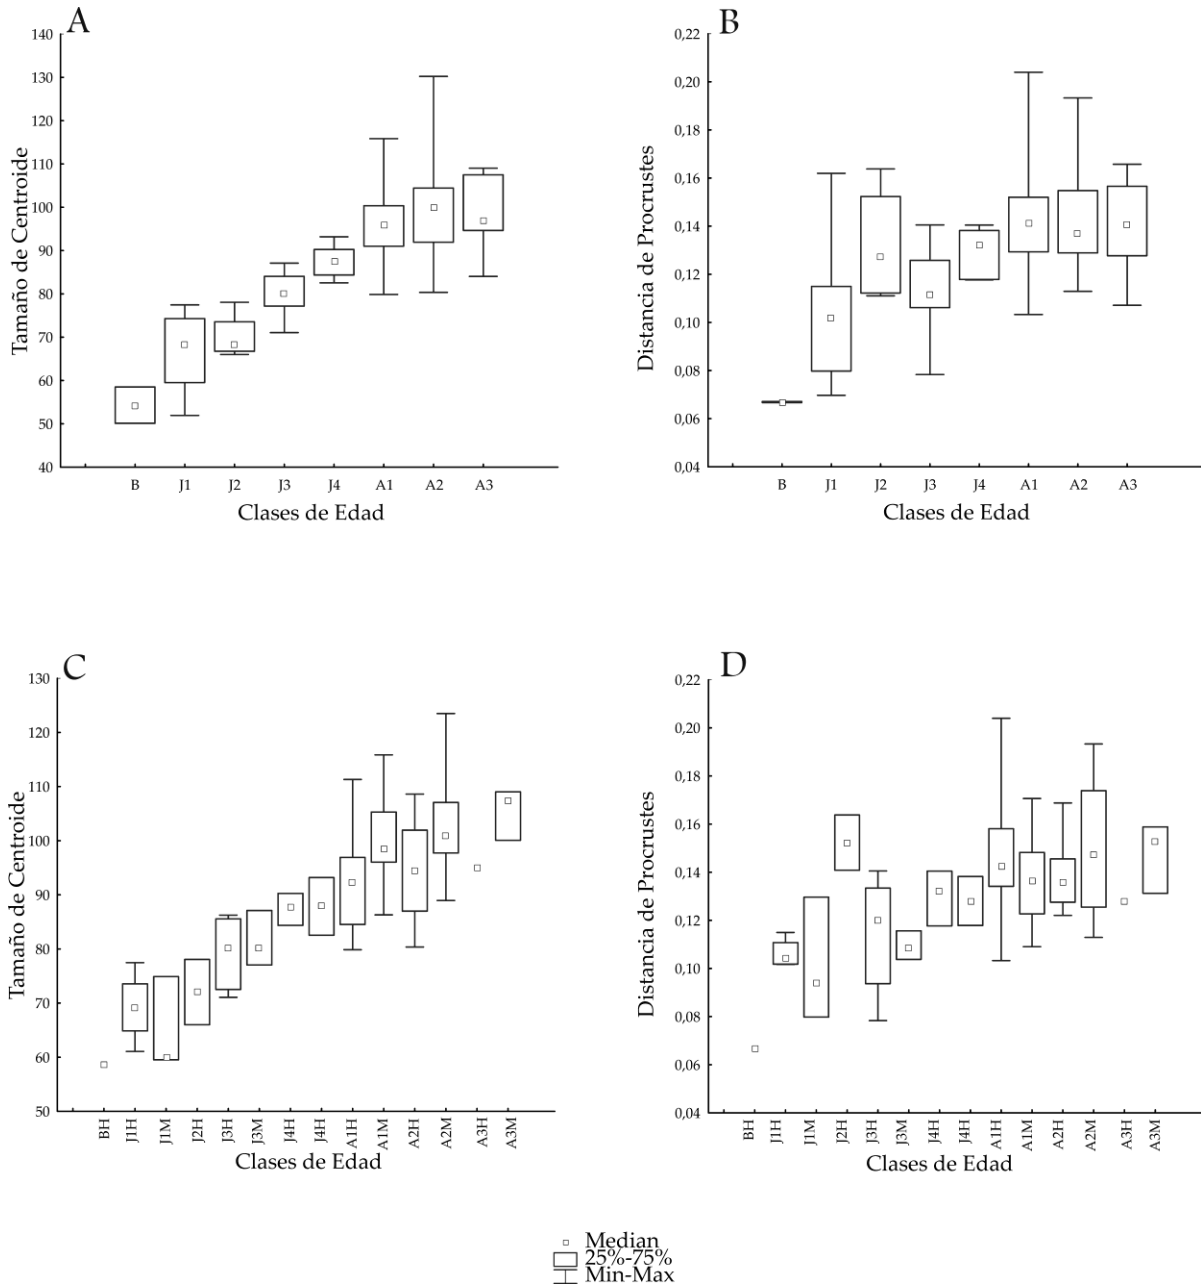 A
140
130
120
110
100
90
80
70
60
50
40
Tamaño de Centroide
B J1 J2 J3 J4 A1 A2 A3
Clases de Edad
B
0,22
0,20
0,18
0,16
0,14
0,12
0,10
0,08
0,06
0,04
Distancia de Procrustes
B J1 J2 J3 J4 A1 A2 A3
Clases de Edad
C
130
120
110
100
90
80
70
60
50
Tamaño de Centroide
BH J1H J1M J2H J3H J3M J4H J4H A1H A1M A2H A2M A3H A3M
Clases de Edad
D
0,22
0,20
0,18
0,16
0,14
0,12
0,10
0,08
0,06
0,04
Distancia de Procrustes
BH J1H J1M J2H J3H J3M J4H J4H A1H A1M A2H A2M A3H A3M
Clases de Edad
Median
25%-75%
Min-Max